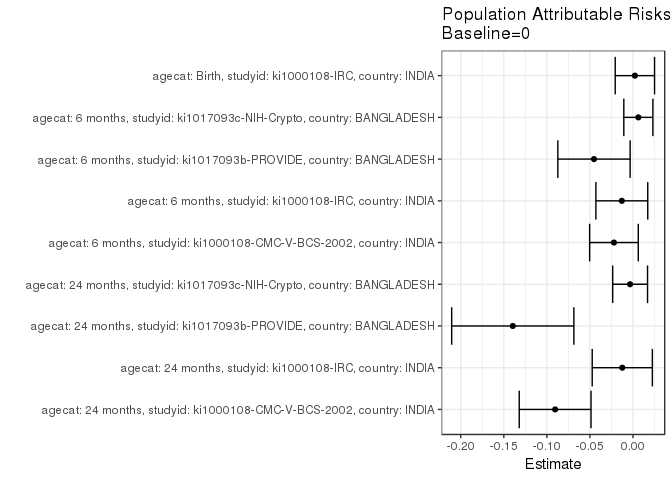 Population Attributable Risks
Baseline=0
agecat: Birth, studyid: ki1000108-IRC, country: INDIA
agecat: 6 months, studyid: ki1017093c-NIH-Crypto, country: BANGLADESH
agecat: 6 months, studyid: ki1017093b-PROVIDE, country: BANGLADESH
agecat: 6 months, studyid: ki1000108-IRC, country: INDIA
agecat: 6 months, studyid: ki1000108-CMC-V-BCS-2002, country: INDIA
agecat: 24 months, studyid: ki1017093c-NIH-Crypto, country: BANGLADESH
agecat: 24 months, studyid: ki1017093b-PROVIDE, country: BANGLADESH
agecat: 24 months, studyid: ki1000108-IRC, country: INDIA
agecat: 24 months, studyid: ki1000108-CMC-V-BCS-2002, country: INDIA
-0.20 -0.15 -0.10 -0.05 0.00
Estimate